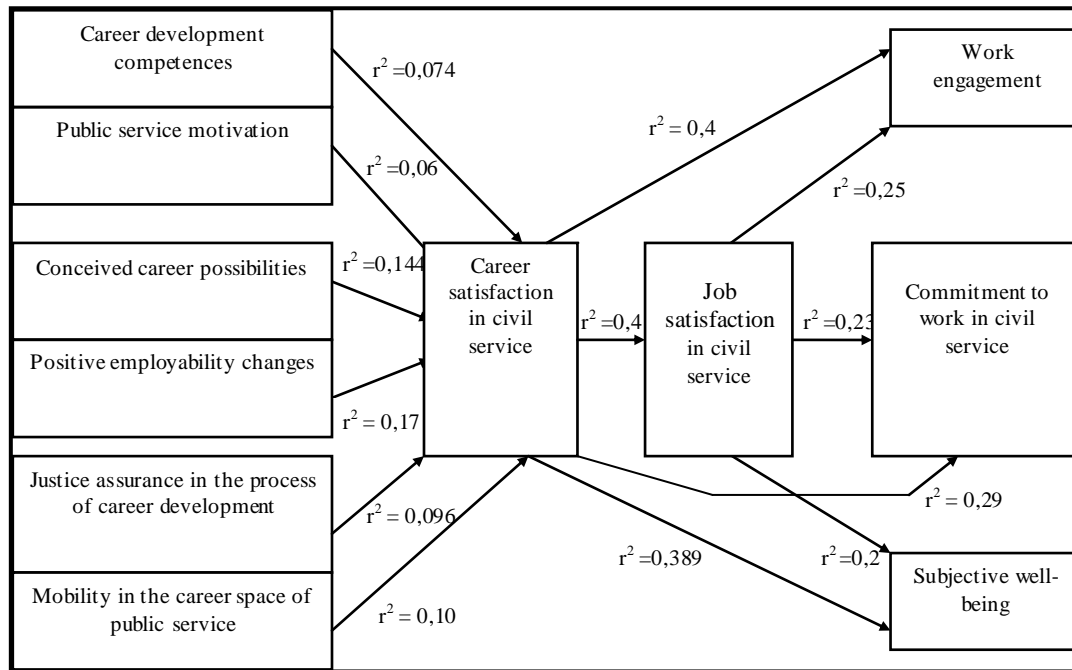 Career development
competences
r² =0,074
Public service motivation
r² =0,06
Conceived career possibilities
r² =0,144
Positive employability changes
r² = 0,17
Justice assurance in the process
of career development
r² = 0,096
Mobility in the career space of
public service
r² = 0,10
Career
satisfaction
in civil
service
r² =0,4
Job
satisfaction
in civil
service
r² = 0,4
Work
engagement
r² =0,25
r² =0,23
Commitment to
work in civil
service
r² = 0,29
r² =0,389
r² =0,2
Subjective well-
being